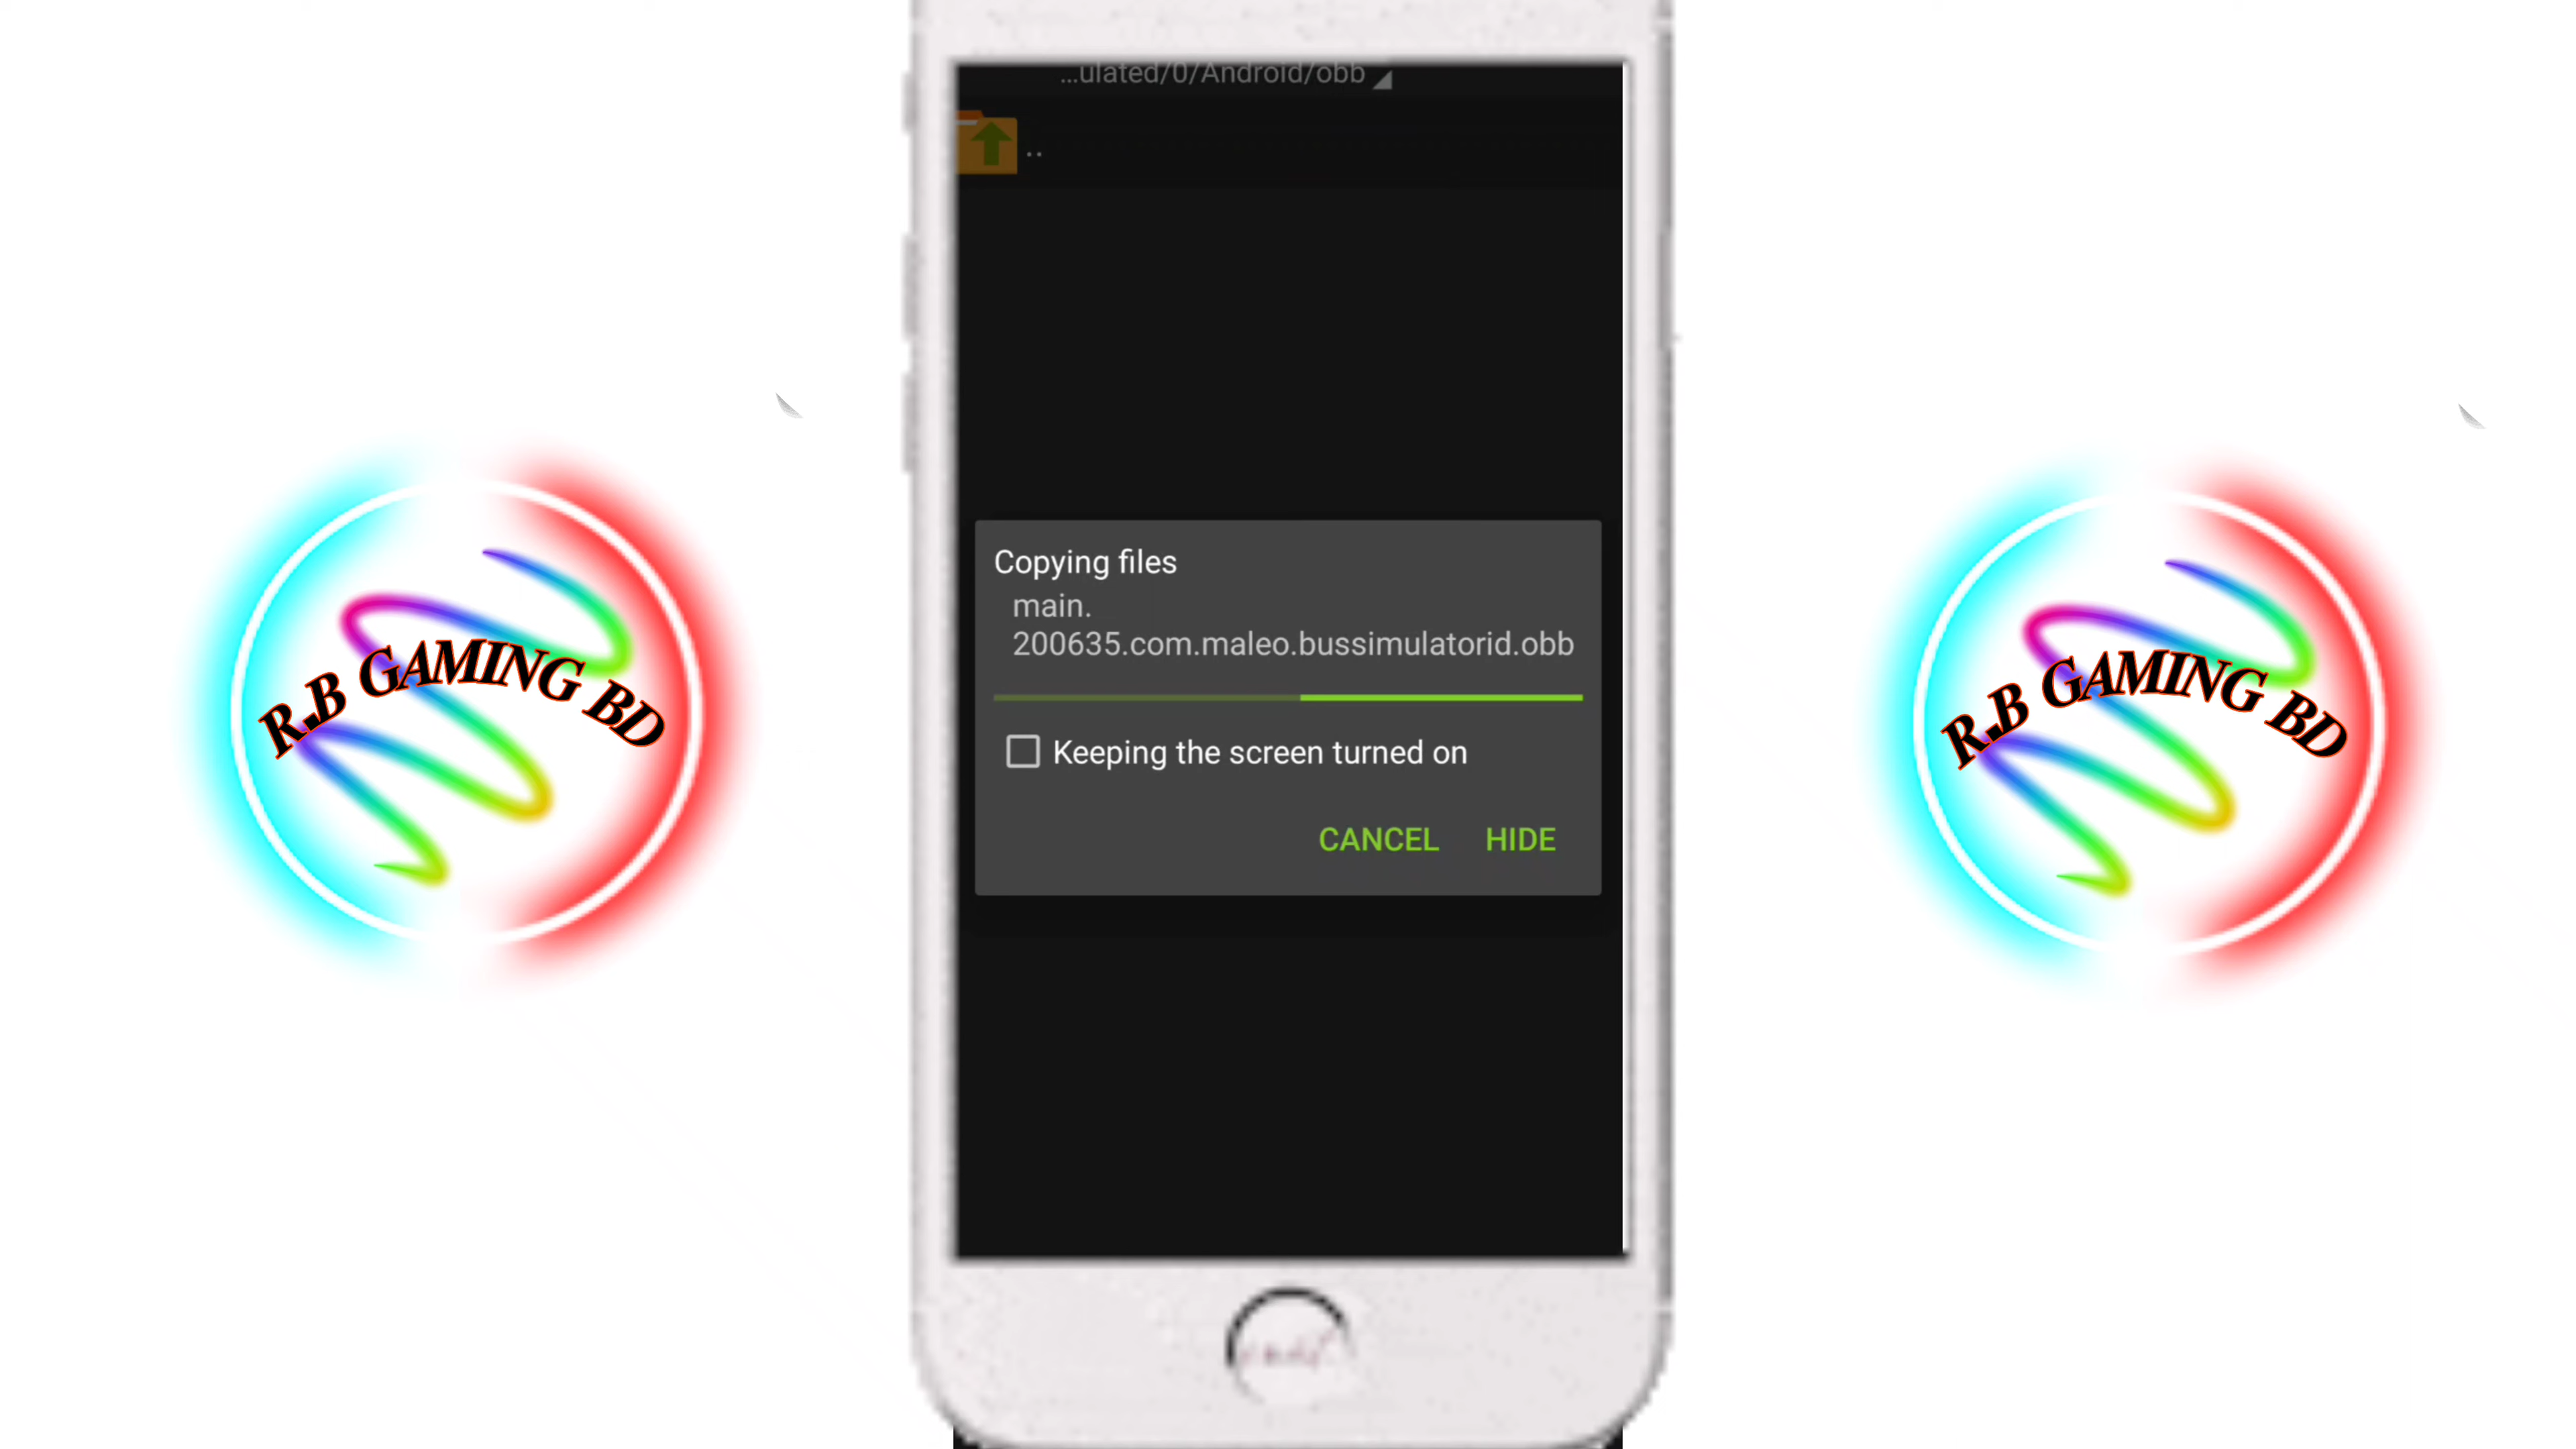 ...ulated/0/Android/obb
..
Copying files
main.
200635.com.maleo.bussimulatorid.obb
Keeping the screen turned on
CANCEL HIDE
R.B GAMING BD
R.B GAMING BD